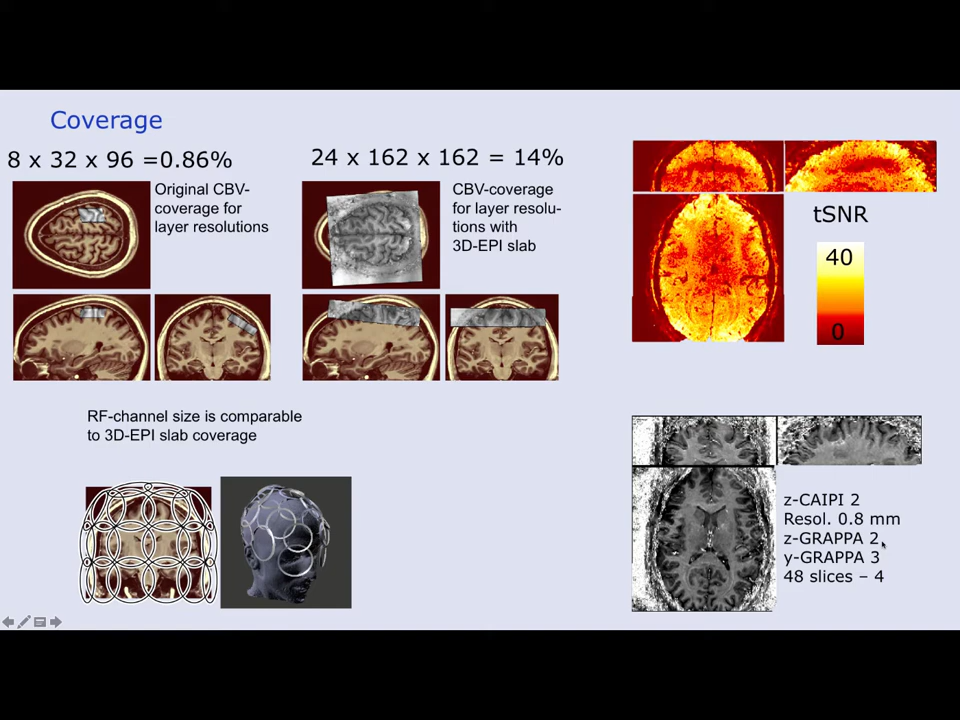 Coverage
8 x 32 x 96 =0.86%
Original CBV-
coverage for
layer resolutions
24 x 162 x 162 = 14%
CBV-coverage
for layer resolu-
tions with
3D-EPI slab
RF-channel size is comparable
to 3D-EPI slab coverage
tSNR
40
0
z-CAIPI 2
Resol. 0.8 mm
z-GRAPPA 2
y-GRAPPA 3
48 slices – 4